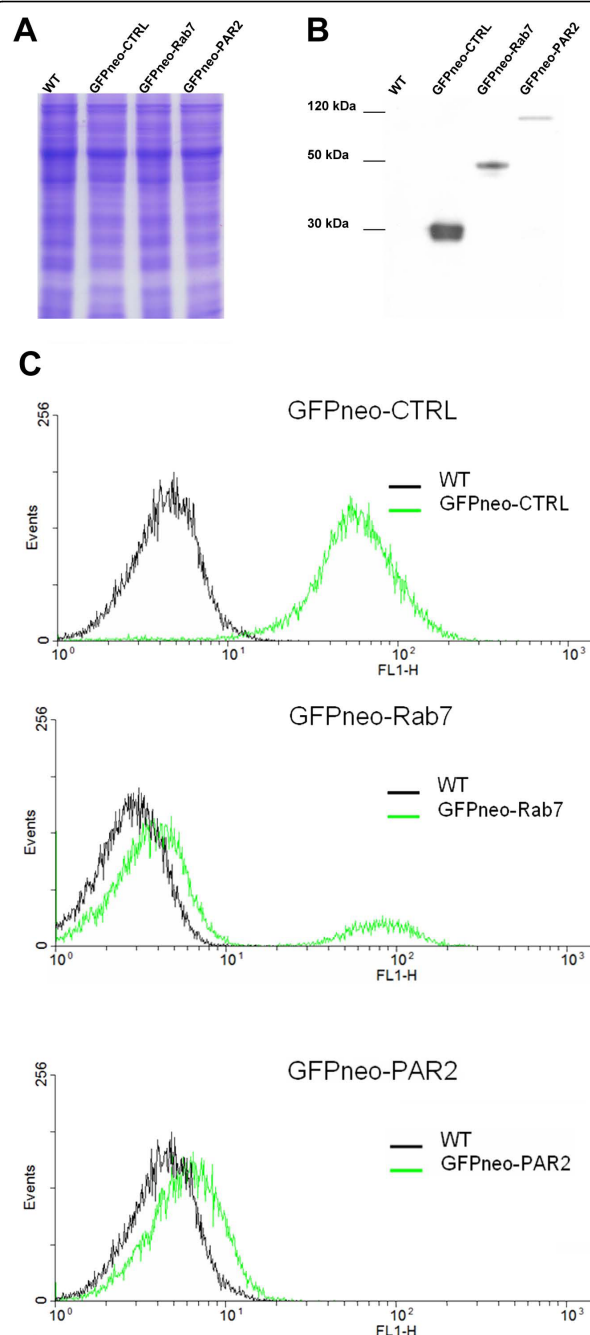 A
WT
GFPneo-CTRL
GFPneo-Rab7
GFPneo-PAR2
B
WT
GFPneo-CTRL
GFPneo-Rab7
GFPneo-PAR2
120 kDa
50 kDa
30 kDa
C
GFPneo-CTRL
256
WT
GFPneo-CTRL
Events
0
10⁰ 10¹ 10² 10³
FL1-H
GFPneo-Rab7
256
WT
GFPneo-Rab7
Events
0
10⁰ 10¹ 10² 10³
FL1-H
GFPneo-PAR2
256
WT
GFPneo-PAR2
Events
0
10⁰ 10¹ 10² 10³
FL1-H